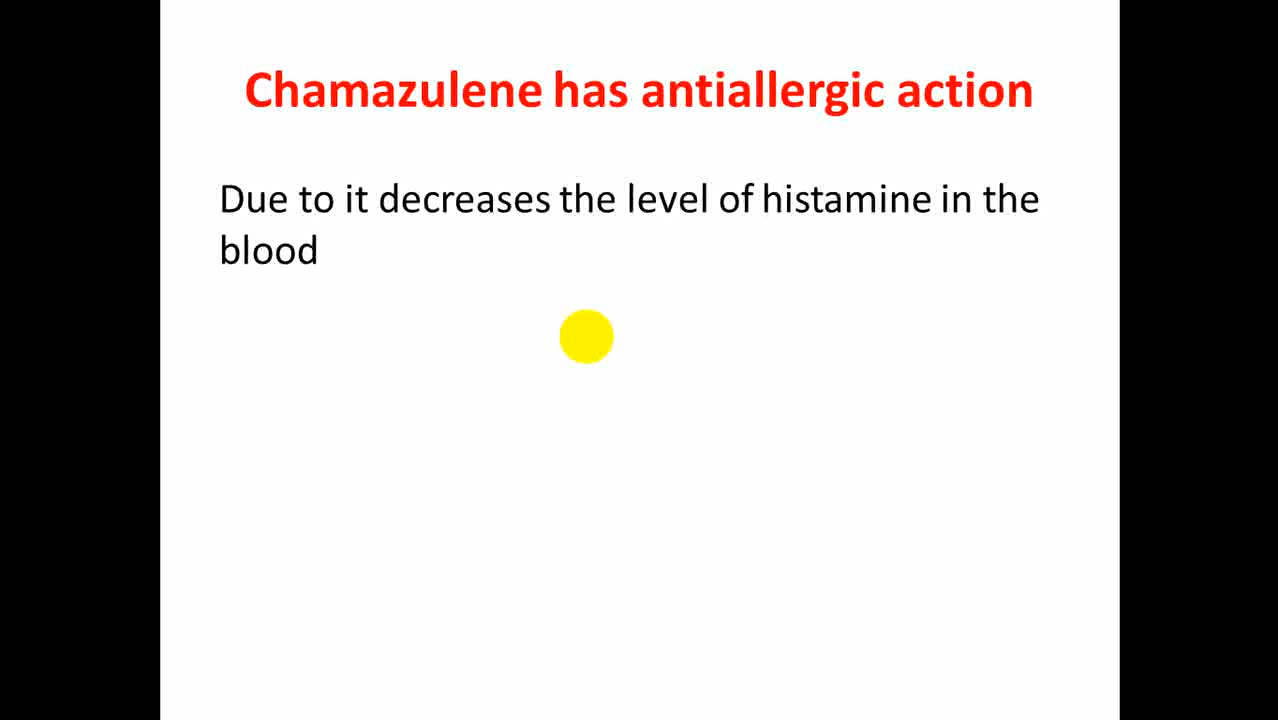 Chamazulene has antiallergic action
Due to it decreases the level of histamine in the
blood